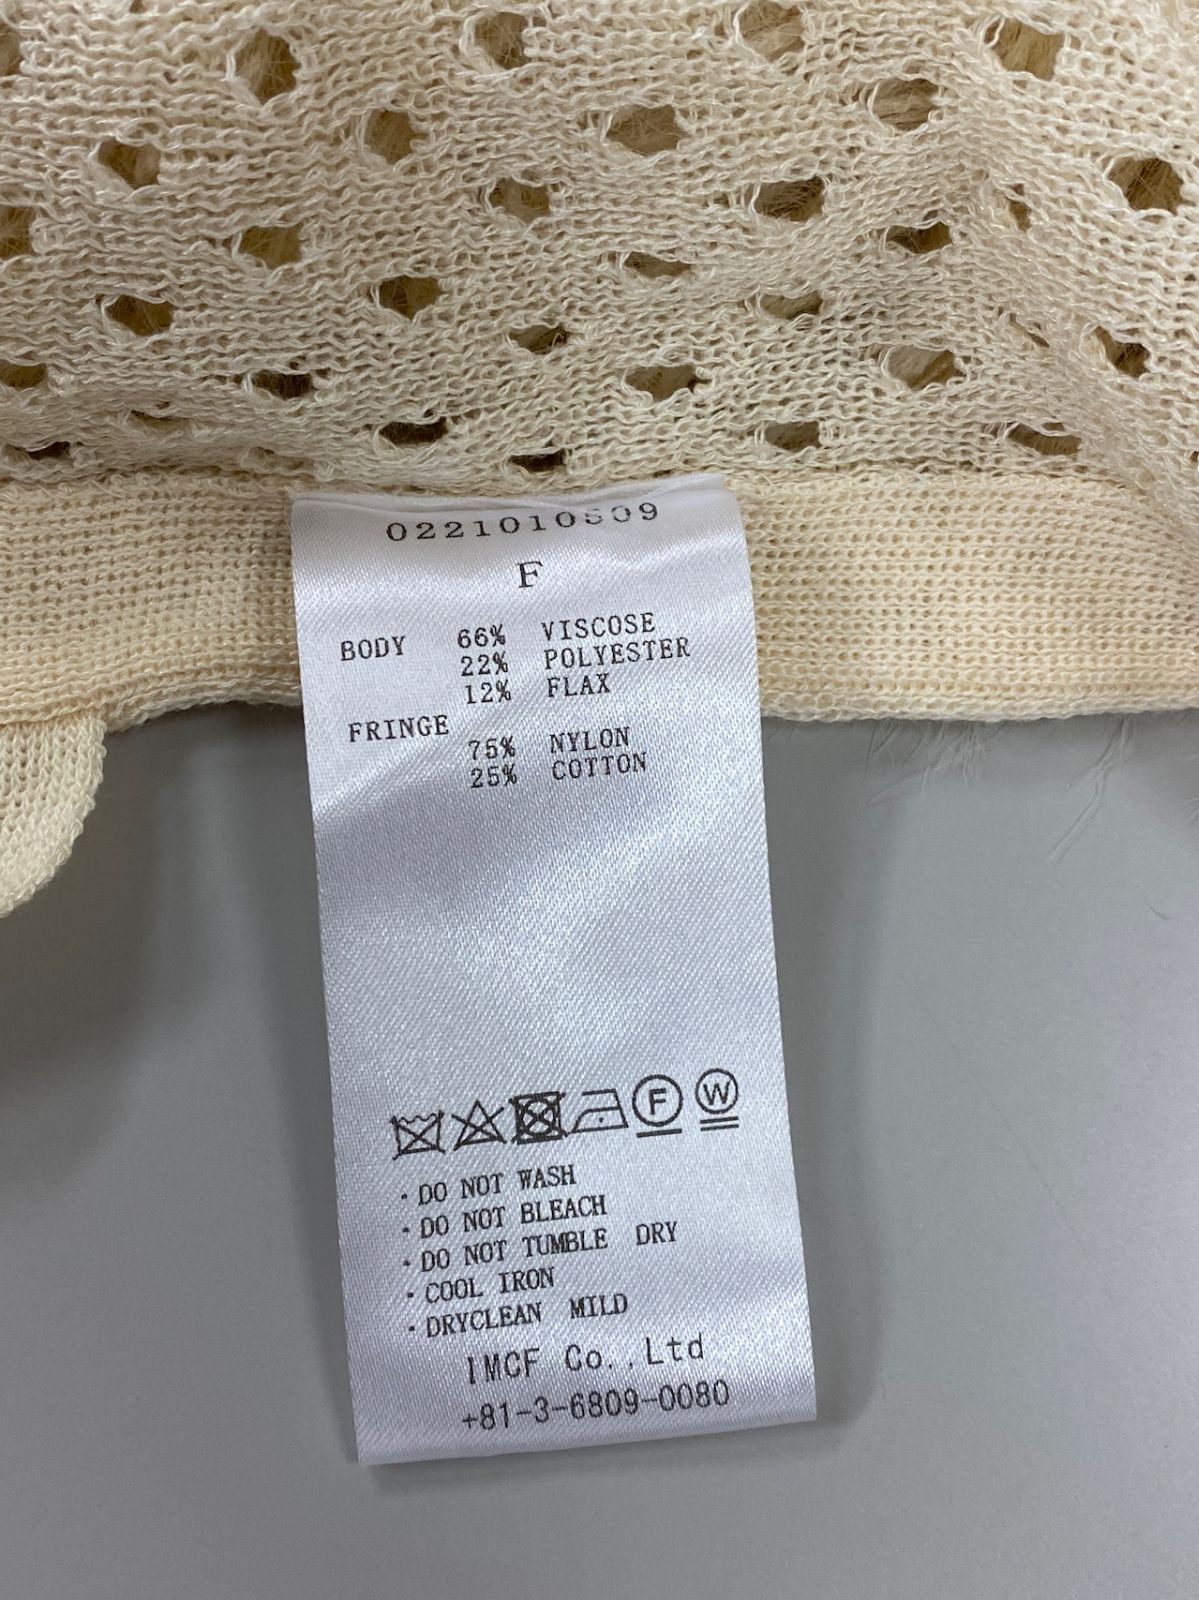 0221010509
F
BODY 66% VISCOSE
22% POLYESTER
12% FLAX
FRINGE
75% NYLON
25% COTTON
F W
・DO NOT WASH
・DO NOT BLEACH
・DO NOT TUMBLE DRY
・COOL IRON
・DRYCLEAN MILD
IMCF Co.,Ltd
+81-3-6809-0080